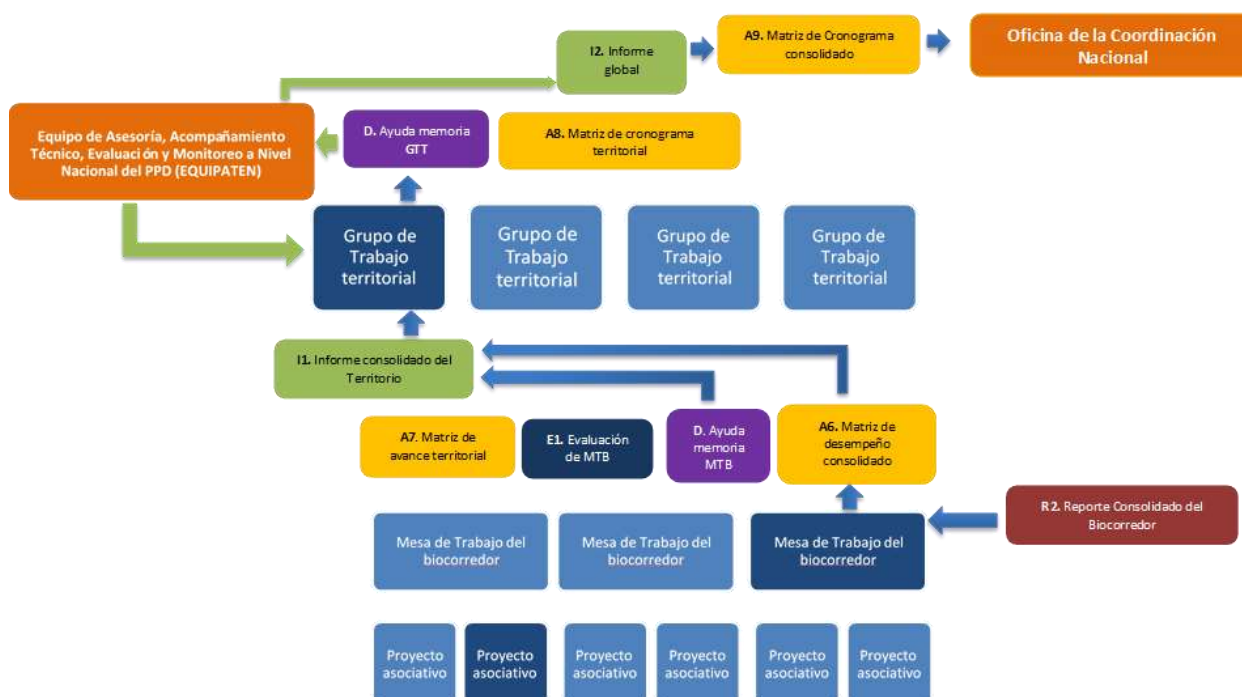 I2. Informe
global
A9. Matriz de Cronograma
consolidado
Oficina de la Coordinación
Nacional
Equipo de Asesoría, Acompañamiento
Técnico, Evaluación y Monitoreo a Nivel
Nacional del PPD (EQUIPATEN)
D. Ayuda memoria
GTT
A8. Matriz de cronograma
territorial
Grupo de
Trabajo
territorial
Grupo de
Trabajo
territorial
Grupo de
Trabajo
territorial
Grupo de
Trabajo
territorial
I1. Informe consolidado del
Territorio
A7. Matriz de
avance territorial
E1. Evaluación
de MTB
D. Ayuda
memoria
MTB
A6. Matriz de
desempeño
consolidado
R2. Reporte Consolidado del
Biocorredor
Mesa de Trabajo del
biocorredor
Mesa de Trabajo del
biocorredor
Mesa de Trabajo del
biocorredor
Proyecto
asociativo
Proyecto
asociativo
Proyecto
asociativo
Proyecto
asociativo
Proyecto
asociativo
Proyecto
asociativo